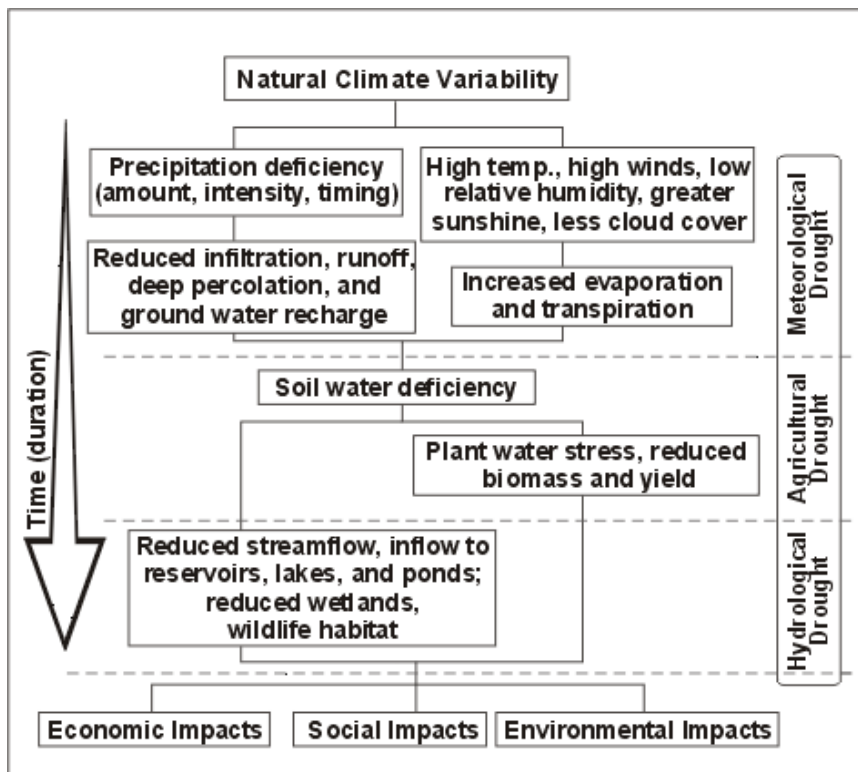 Natural Climate Variability
Precipitation deficiency
(amount, intensity, timing)
High temp., high winds, low
relative humidity, greater
sunshine, less cloud cover
Reduced infiltration, runoff,
deep percolation, and
ground water recharge
Increased evaporation
and transpiration
Meteorological
Drought
Soil water deficiency
Plant water stress, reduced
biomass and yield
Agricultural
Drought
Time (duration)
Reduced streamflow, inflow to
reservoirs, lakes, and ponds;
reduced wetlands,
wildlife habitat
Hydrological
Drought
Economic Impacts
Social Impacts
Environmental Impacts